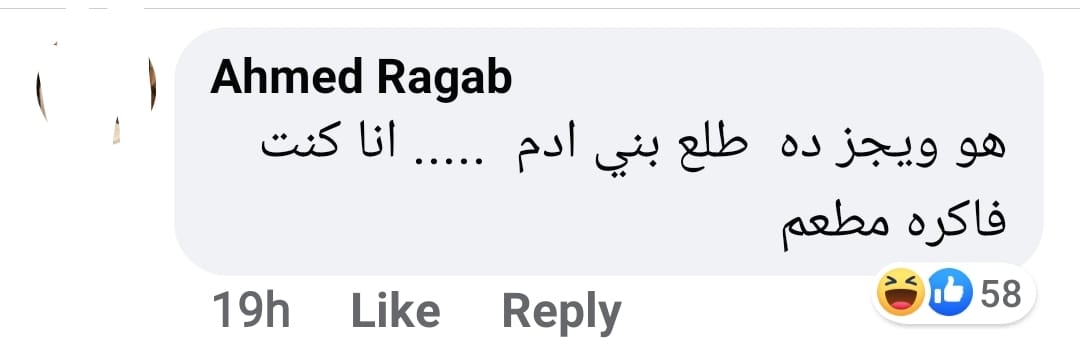 Ahmed Ragab
هو ويجز ده طلع بني ادم ..... انا كنت
فاكره مطعم
19h Like Reply 58